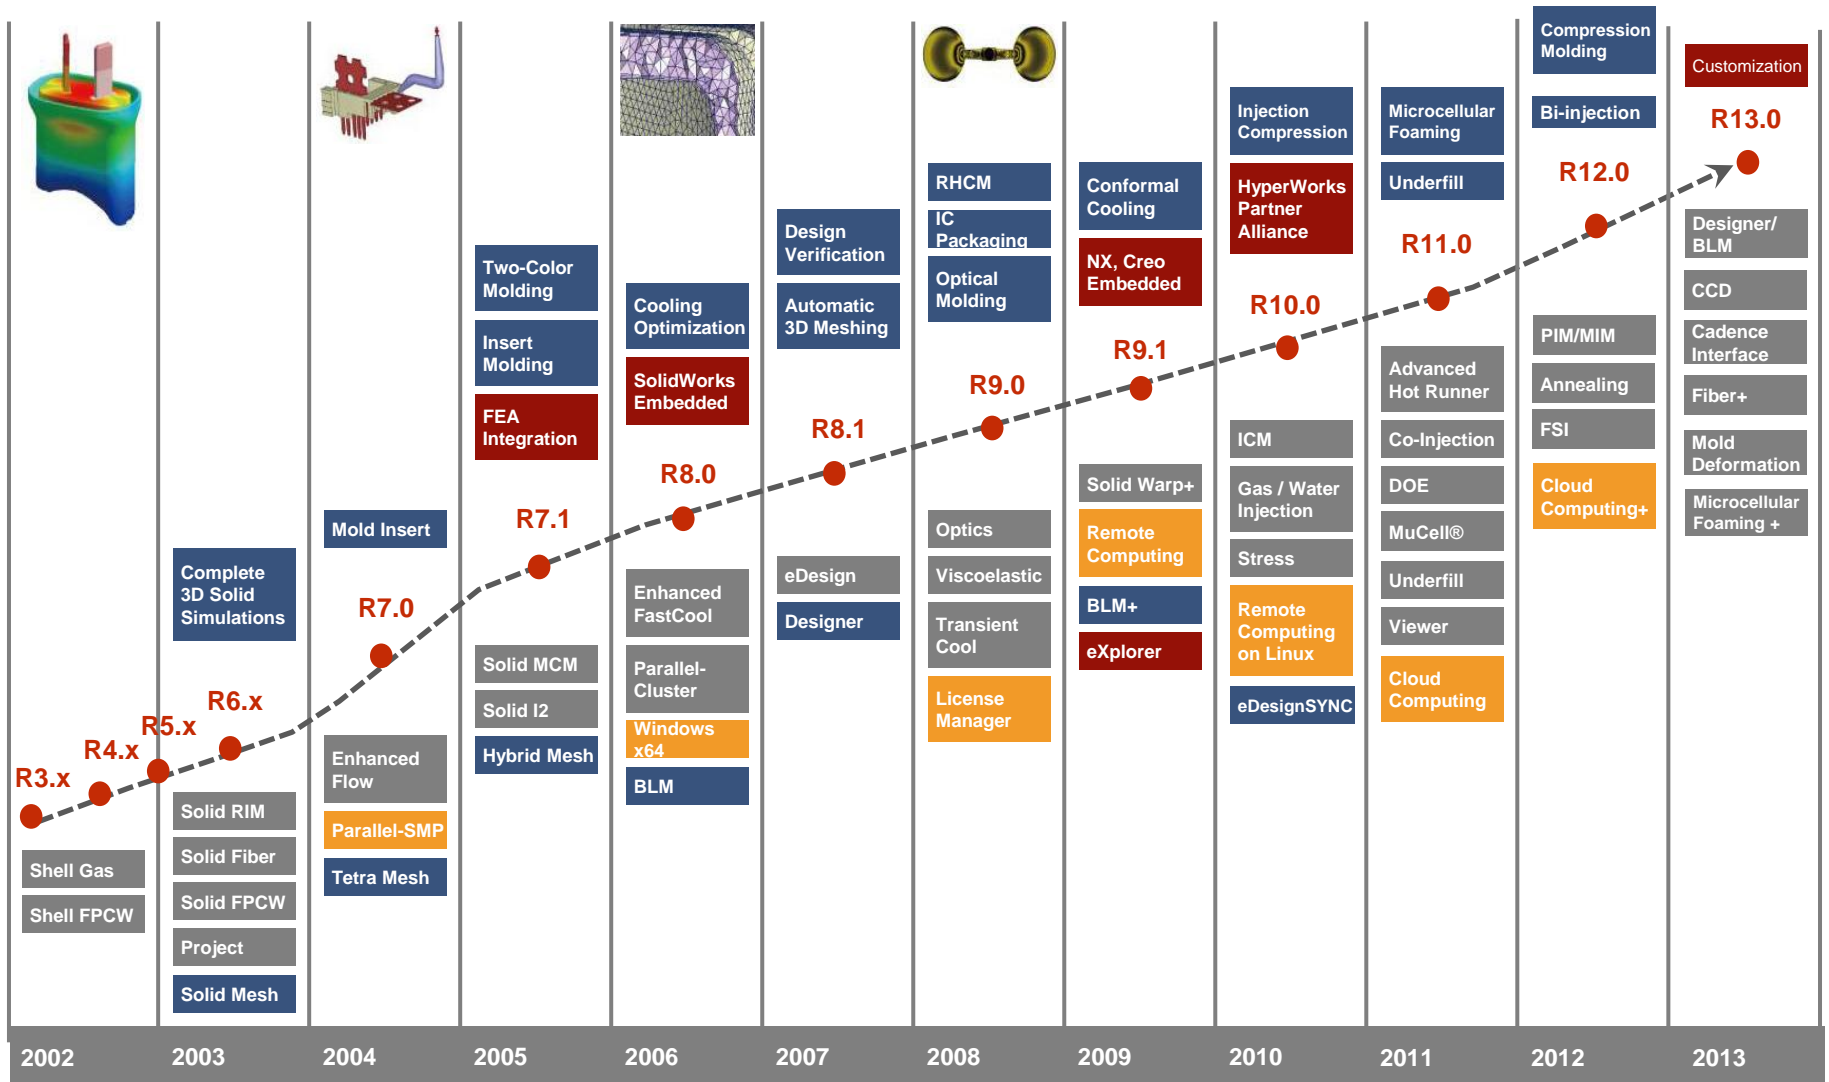 R3.x
R4.x
Shell Gas
Shell FPCW
2002
Complete
3D Solid
Simulations
R5.x
R6.x
Solid RIM
Solid Fiber
Solid FPCW
Project
Solid Mesh
2003
Mold Insert
R7.0
Enhanced
Flow
Parallel-SMP
Tetra Mesh
2004
Two-Color
Molding
Insert
Molding
FEA
Integration
R7.1
Solid MCM
Solid I2
Hybrid Mesh
2005
Cooling
Optimization
SolidWorks
Embedded
R8.0
Enhanced
FastCool
Parallel-
Cluster
Windows
x64
BLM
2006
Design
Verification
Automatic
3D Meshing
R8.1
eDesign
Designer
2007
RHCM
IC
Packaging
Optical
Molding
R9.0
Optics
Viscoelastic
Transient
Cool
License
Manager
2008
Conformal
Cooling
NX, Creo
Embedded
R9.1
Solid Warp+
Remote
Computing
BLM+
eXplorer
2009
Injection
Compression
HyperWorks
Partner
Alliance
R10.0
ICM
Gas / Water
Injection
Stress
Remote
Computing
on Linux
eDesignSYNC
2010
Microcellular
Foaming
Underfill
R11.0
Advanced
Hot Runner
Co-Injection
DOE
MuCell®
Underfill
Viewer
Cloud
Computing
2011
Compression
Molding
Bi-injection
R12.0
PIM/MIM
Annealing
FSI
Cloud
Computing+
2012
Customization
R13.0
Designer/
BLM
CCD
Cadence
Interface
Fiber+
Mold
Deformation
Microcellular
Foaming +
2013